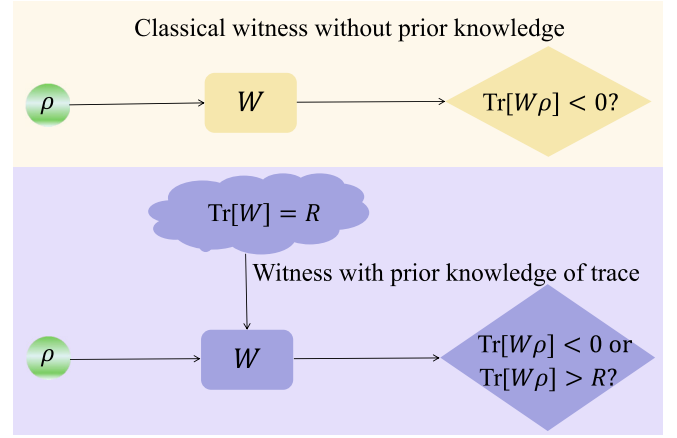 Classical witness without prior knowledge
ρ
W
Tr[Wρ] < 0?
Tr[W] = R
Witness with prior knowledge of trace
ρ
W
Tr[Wρ] < 0 or
Tr[Wρ] > R?